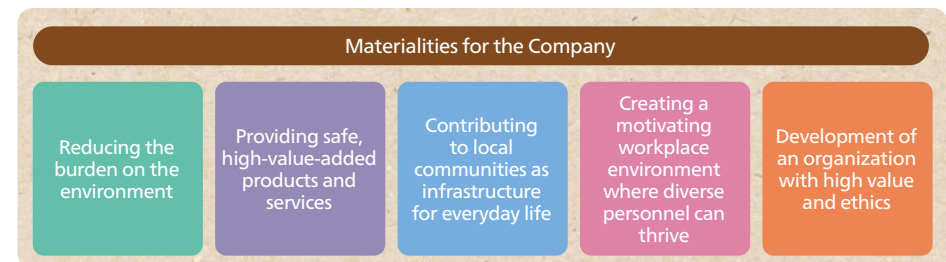 Materialities for the Company
Reducing the
burden on the
environment
Providing safe,
high-value-added
products and
services
Contributing
to local
communities as
infrastructure
for everyday life
Creating a
motivating
workplace
environment
where diverse
personnel can
thrive
Development of
an organization
with high value
and ethics